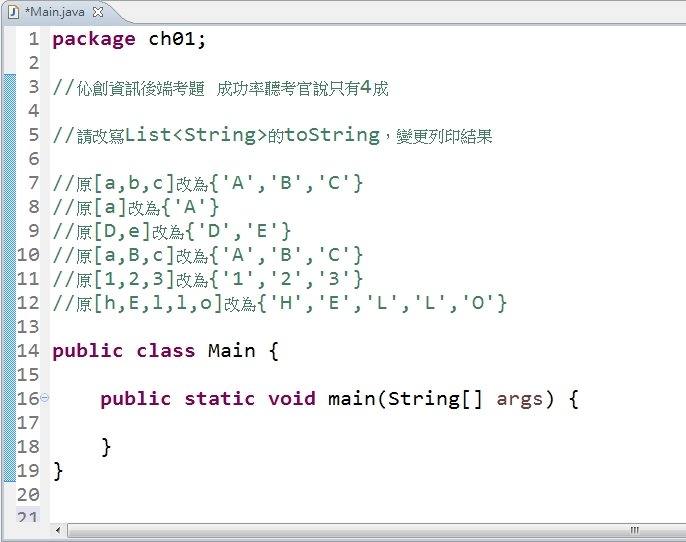 *Main.java
1 package ch01;
2
3 //伈創資訊後端考題 成功率聽考官說只有4成
4
5 //請改寫List<String>的toString，變更列印結果
6
7 //原[a,b,c]改為{'A','B','C'}
8 //原[a]改為{'A'}
9 //原[D,e]改為{'D','E'}
10 //原[a,B,c]改為{'A','B','C'}
11 //原[1,2,3]改為{'1','2','3'}
12 //原[h,E,l,l,o]改為{'H','E','L','L','O'}
13
14 public class Main {
15
16 public static void main(String[] args) {
17
18 }
19 }
20
21